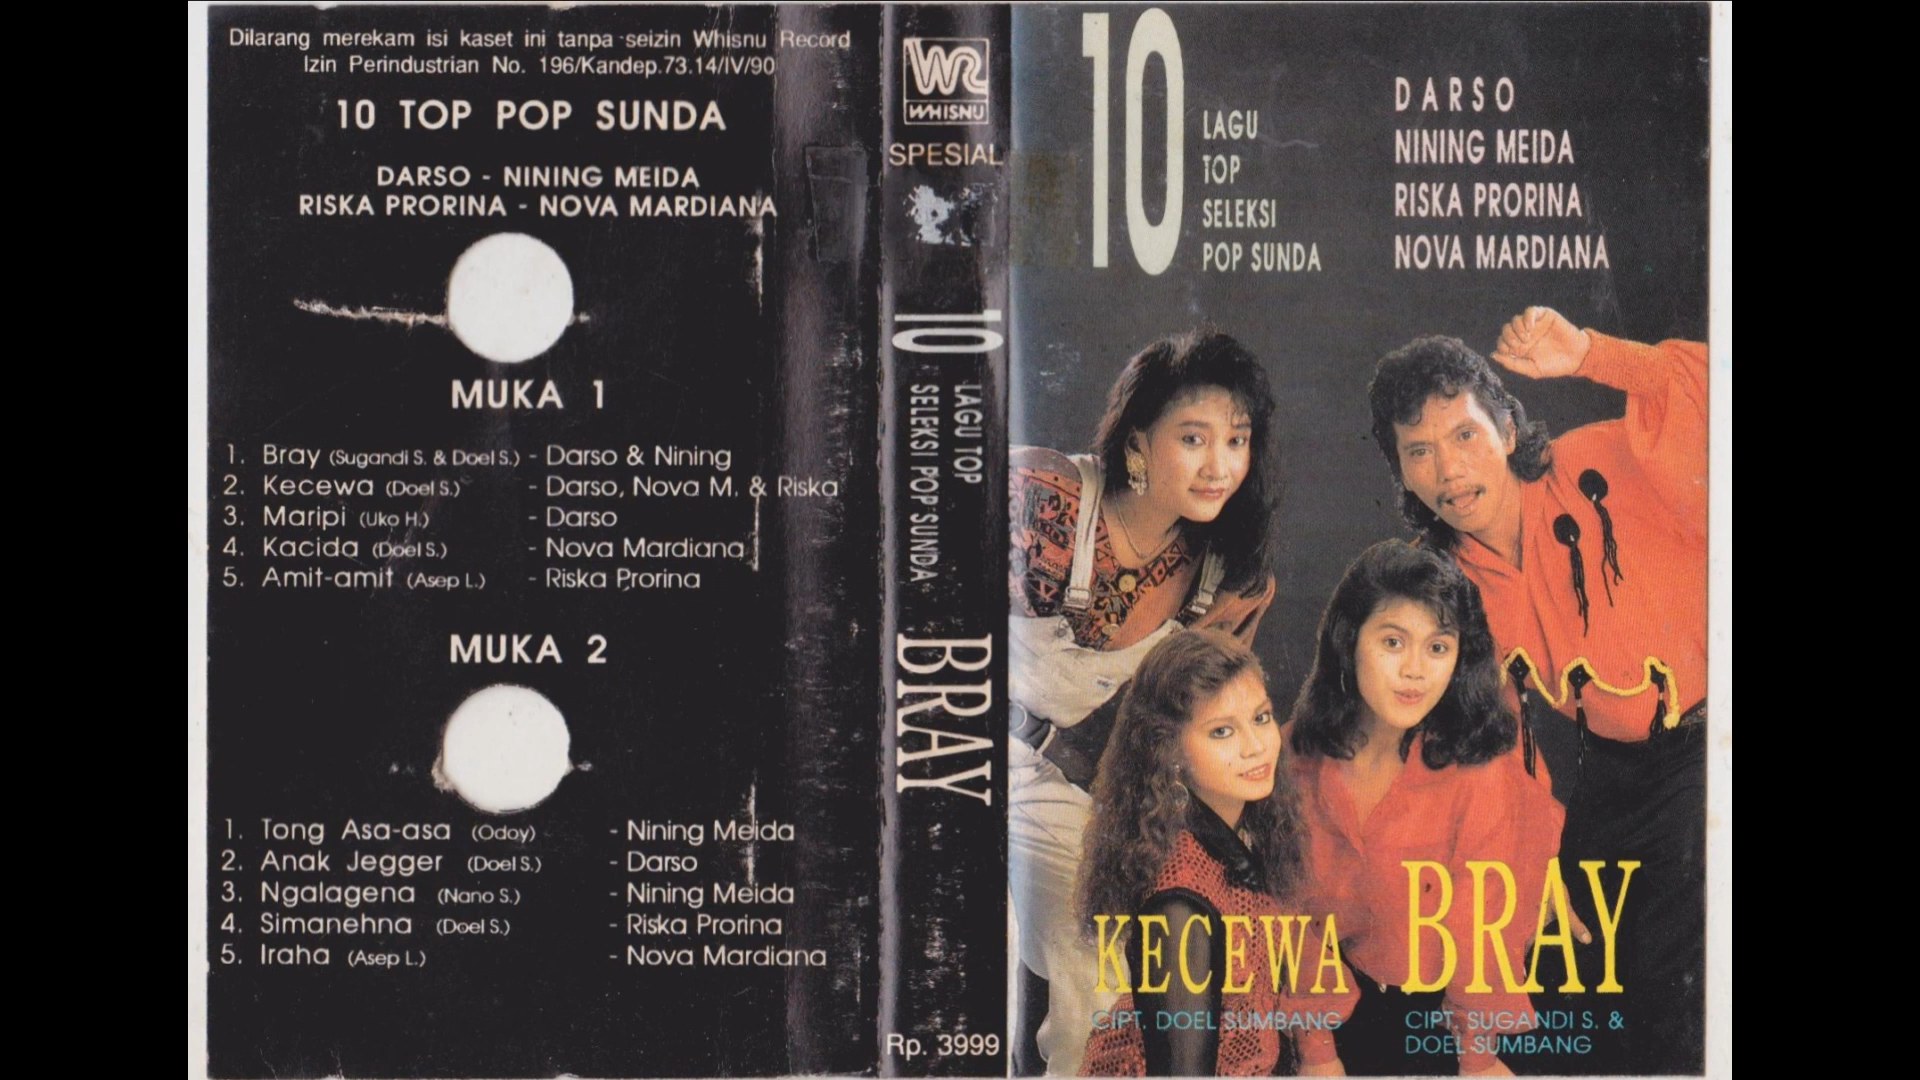 Dilarang merekam isi kaset ini tanpa seizin Whisnu Record
Izin Perindustrian No. 196/Kandep.73.14/IV/90
10 TOP POP SUNDA
DARSO - NINING MEIDA
RISKA PRORINA - NOVA MARDIANA
MUKA 1
1. Bray (Sugandi S. & Doel S.) - Darso & Nining
2. Kecewa (Doel S.) - Darso, Nova M. & Riska
3. Maripi (Uko H.) - Darso
4. Kacida (Doel S.) - Nova Mardiana
5. Amit-amit (Asep L.) - Riska Prorina
MUKA 2
1. Tong Asa-asa (Odoy) - Nining Meida
2. Anak Jegger (Doel S.) - Darso
3. Ngalagena (Nano S.) - Nining Meida
4. Simanehna (Doel S.) - Riska Prorina
5. Iraha (Asep L.) - Nova Mardiana
WR
WHISNU
SPESIAL
10
LAGU TOP
SELEKSI POP SUNDA
BRAY
Rp. 3999
10
LAGU
TOP
SELEKSI
POP SUNDA
DARSO
NINING MEIDA
RISKA PRORINA
NOVA MARDIANA
KECEWA
CIPT. DOEL SUMBANG
BRAY
CIPT. SUGANDI S. &
DOEL SUMBANG